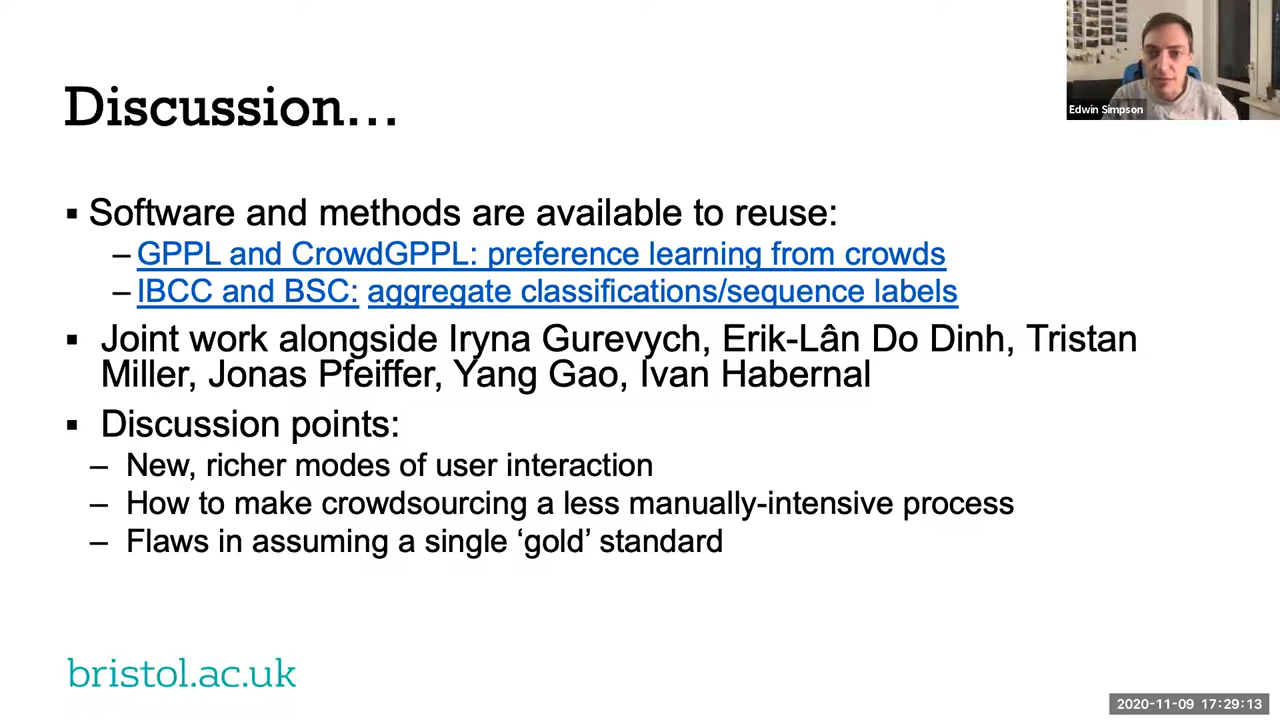 Edwin Simpson
Discussion…
▪ Software and methods are available to reuse:
– GPPL and CrowdGPPL: preference learning from crowds
– IBCC and BSC: aggregate classifications/sequence labels
▪ Joint work alongside Iryna Gurevych, Erik-Lân Do Dinh, Tristan
Miller, Jonas Pfeiffer, Yang Gao, Ivan Habernal
▪ Discussion points:
– New, richer modes of user interaction
– How to make crowdsourcing a less manually-intensive process
– Flaws in assuming a single ‘gold’ standard
bristol.ac.uk
2020-11-09 17:29:13